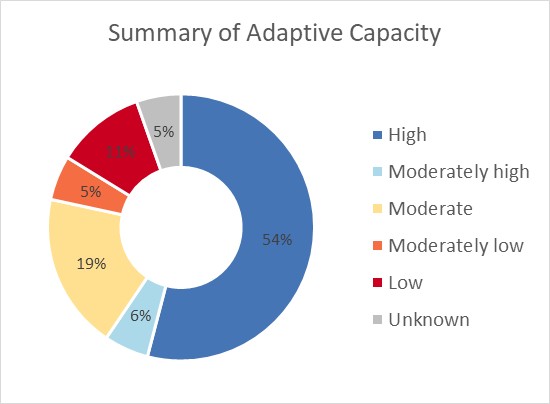 Summary of Adaptive Capacity
5%
11%
5%
54%
19%
6%
High
Moderately high
Moderate
Moderately low
Low
Unknown